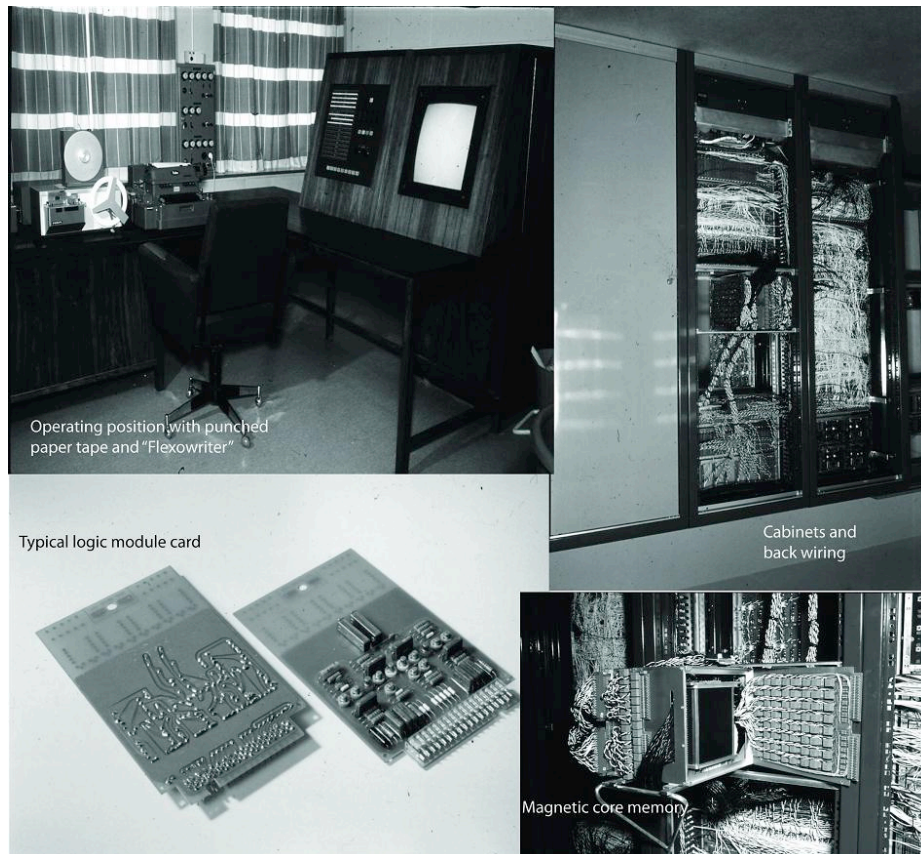 Operating position with punched
paper tape and “Flexowriter”
Cabinets and
back wiring
Typical logic module card
Magnetic core memory